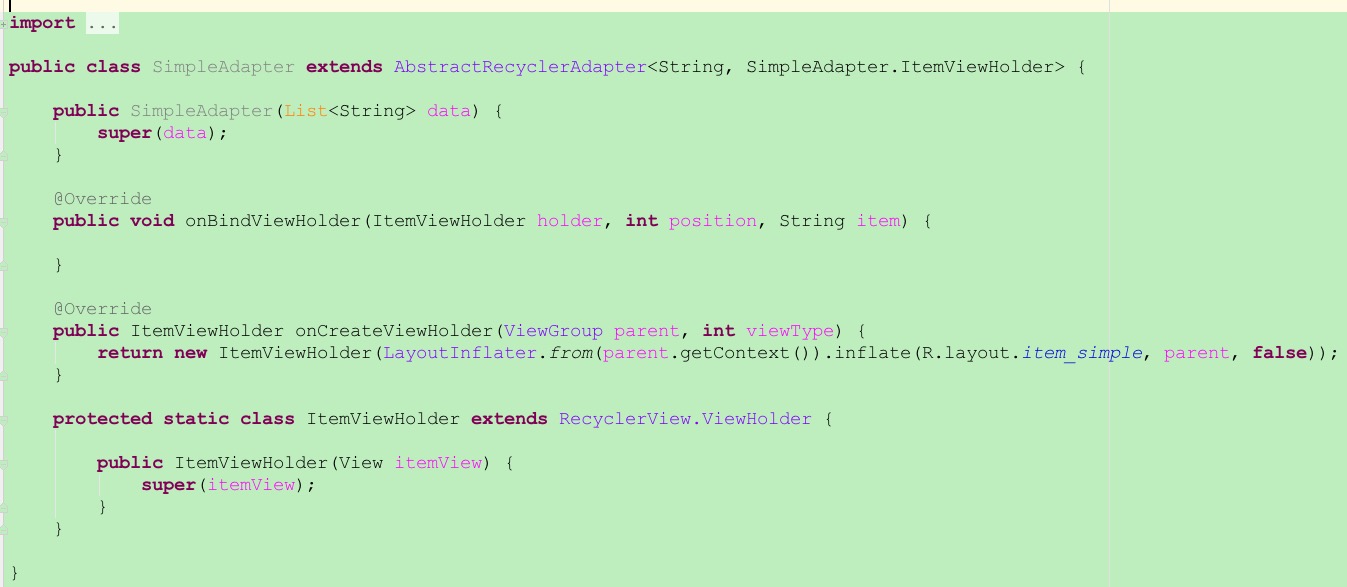 import ...
public class SimpleAdapter extends AbstractRecyclerAdapter<String, SimpleAdapter.ItemViewHolder> {
public SimpleAdapter(List<String> data) {
super(data);
}
@Override
public void onBindViewHolder(ItemViewHolder holder, int position, String item) {
}
@Override
public ItemViewHolder onCreateViewHolder(ViewGroup parent, int viewType) {
return new ItemViewHolder(LayoutInflater.from(parent.getContext()).inflate(R.layout.item_simple, parent, false));
}
protected static class ItemViewHolder extends RecyclerView.ViewHolder {
public ItemViewHolder(View itemView) {
super(itemView);
}
}
}